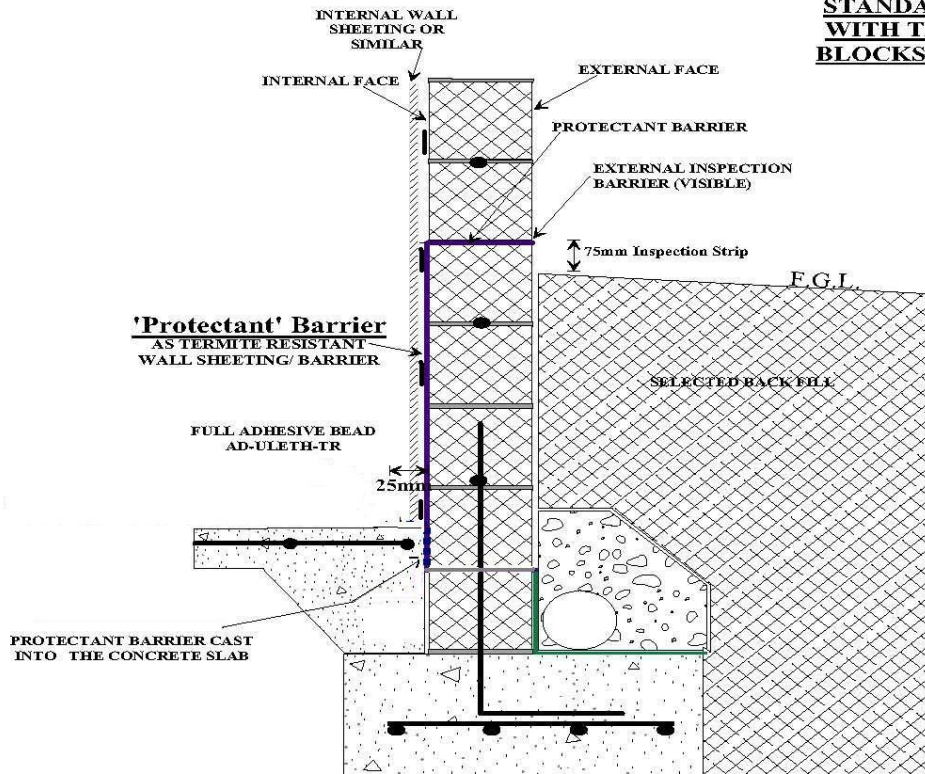 STANDA
WITH T
BLOCKS
INTERNAL WALL
SHEETING OR
SIMILAR
INTERNAL FACE
EXTERNAL FACE
PROTECTANT BARRIER
EXTERNAL INSPECTION
BARRIER (VISIBLE)
75mm Inspection Strip
F.G.L.
'Protectant' Barrier
AS TERMITE RESISTANT
WALL SHEETING/ BARRIER
SELECTED BACK FILL
FULL ADHESIVE BEAD
AD-ULETH-TR
25mm
PROTECTANT BARRIER CAST
INTO THE CONCRETE SLAB